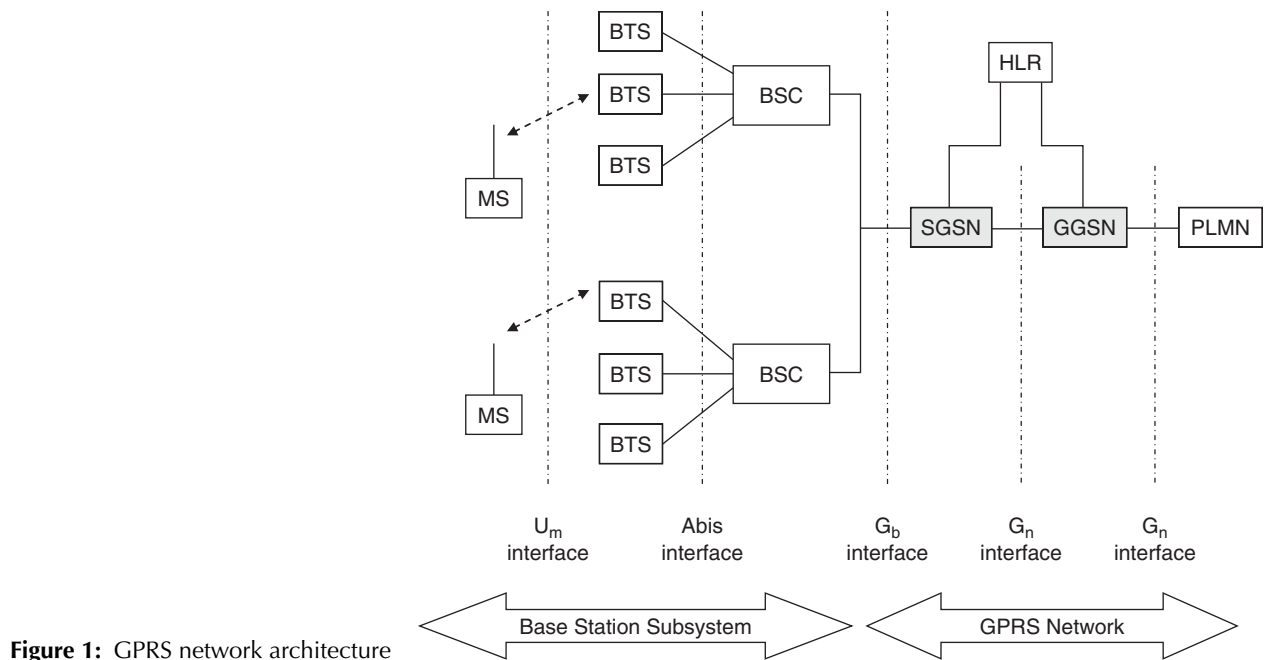 BTS
BTS
BTS
BSC
MS
HLR
SGSN
GGSN
PLMN
BTS
BTS
BTS
BSC
MS
Um
interface
Abis
interface
Gb
interface
Gn
interface
Gn
interface
Base Station Subsystem
GPRS Network
Figure 1: GPRS network architecture